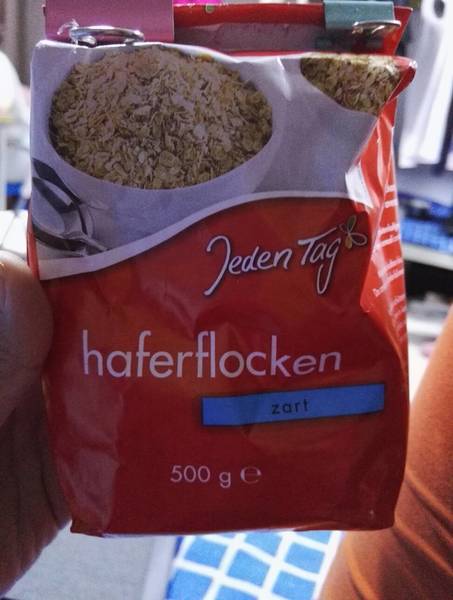 Jeden Tag
haferflocken
zart
500 g ℮